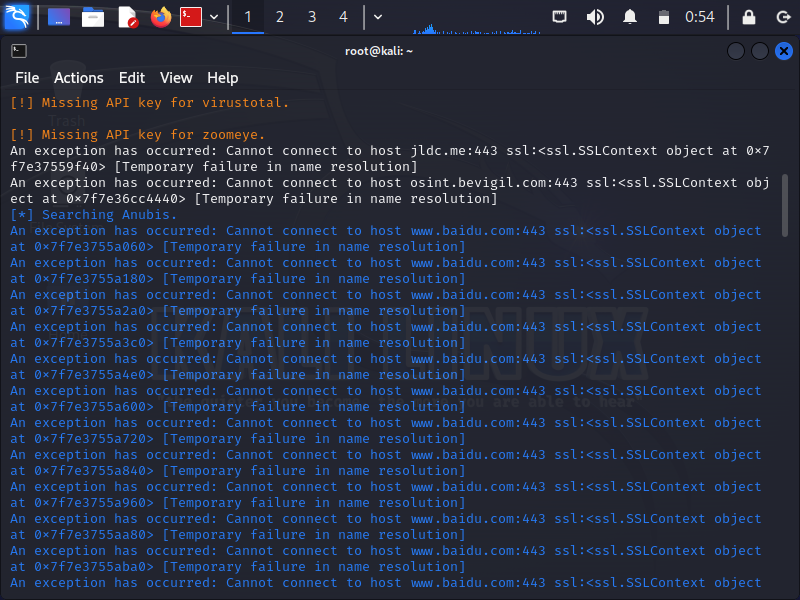 1 2 3 4 0:54
root@kali: ~
File Actions Edit View Help
[!] Missing API key for virustotal.
Trash
[!] Missing API key for zoomeye.
An exception has occurred: Cannot connect to host jldc.me:443 ssl:<ssl.SSLContext object at 0×7
f7e37559f40> [Temporary failure in name resolution]
An exception has occurred: Cannot connect to host osint.bevigil.com:443 ssl:<ssl.SSLContext obj
ect at 0×7f7e36cc4440> [Temporary failure in name resolution]
[*] Searching Anubis.
An exception has occurred: Cannot connect to host www.baidu.com:443 ssl:<ssl.SSLContext object
at 0×7f7e3755a060> [Temporary failure in name resolution]
An exception has occurred: Cannot connect to host www.baidu.com:443 ssl:<ssl.SSLContext object
at 0×7f7e3755a180> [Temporary failure in name resolution]
An exception has occurred: Cannot connect to host www.baidu.com:443 ssl:<ssl.SSLContext object
at 0×7f7e3755a2a0> [Temporary failure in name resolution]
An exception has occurred: Cannot connect to host www.baidu.com:443 ssl:<ssl.SSLContext object
at 0×7f7e3755a3c0> [Temporary failure in name resolution]
An exception has occurred: Cannot connect to host www.baidu.com:443 ssl:<ssl.SSLContext object
at 0×7f7e3755a4e0> [Temporary failure in name resolution]
An exception has occurred: Cannot connect to host www.baidu.com:443 ssl:<ssl.SSLContext object
at 0×7f7e3755a600> [Temporary failure in name resolution]
An exception has occurred: Cannot connect to host www.baidu.com:443 ssl:<ssl.SSLContext object
at 0×7f7e3755a720> [Temporary failure in name resolution]
An exception has occurred: Cannot connect to host www.baidu.com:443 ssl:<ssl.SSLContext object
at 0×7f7e3755a840> [Temporary failure in name resolution]
An exception has occurred: Cannot connect to host www.baidu.com:443 ssl:<ssl.SSLContext object
at 0×7f7e3755a960> [Temporary failure in name resolution]
An exception has occurred: Cannot connect to host www.baidu.com:443 ssl:<ssl.SSLContext object
at 0×7f7e3755aa80> [Temporary failure in name resolution]
An exception has occurred: Cannot connect to host www.baidu.com:443 ssl:<ssl.SSLContext object
at 0×7f7e3755aba0> [Temporary failure in name resolution]
An exception has occurred: Cannot connect to host www.baidu.com:443 ssl:<ssl.SSLContext object